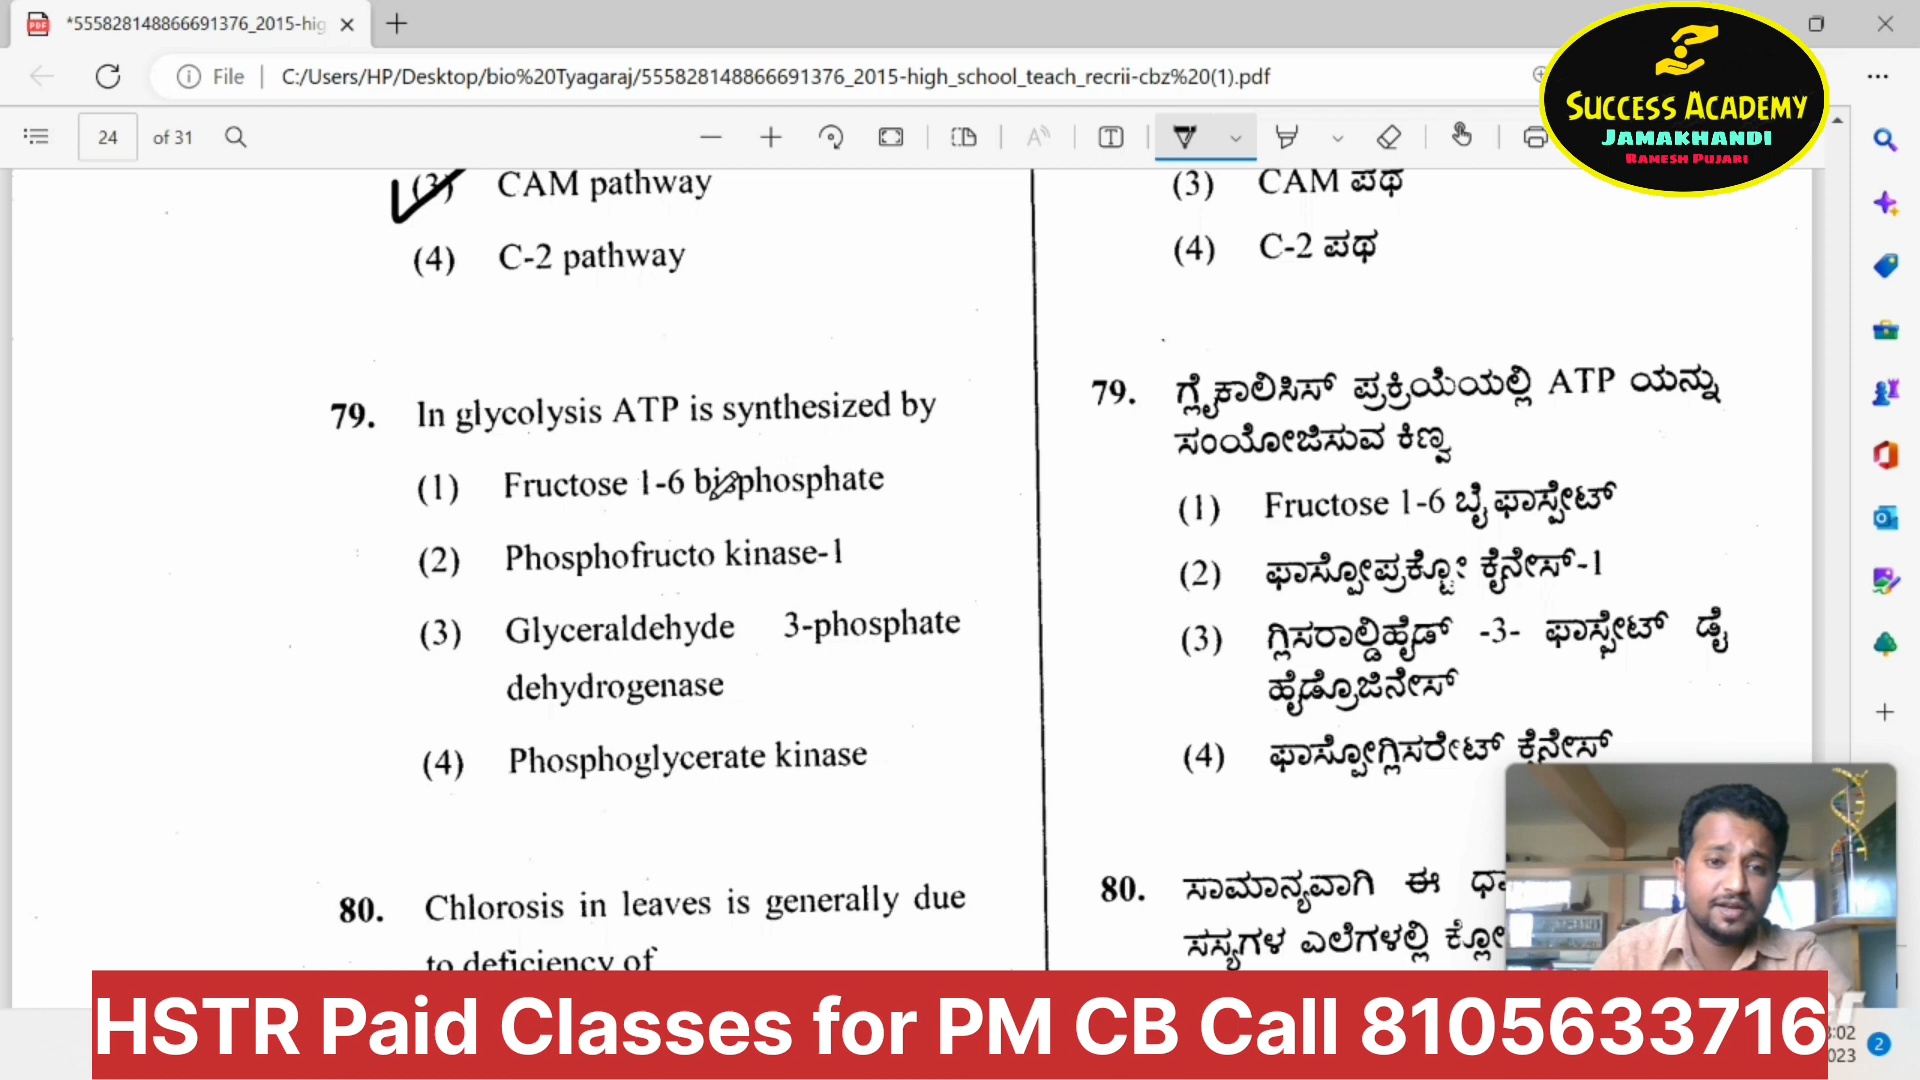 *555828148866691376_2015-hig
File
C:/Users/HP/Desktop/bio%20Tyagaraj/555828148866691376_2015-high_school_teach_recrii-cbz%20(1).pdf
SUCCESS ACADEMY
JAMAKHANDI
RAMESH PUJARI
24 of 31
(3) CAM pathway
(4) C-2 pathway
79. In glycolysis ATP is synthesized by
(1) Fructose 1-6 bisphosphate
(2) Phosphofructo kinase-1
(3) Glyceraldehyde 3-phosphate
dehydrogenase
(4) Phosphoglycerate kinase
80. Chlorosis in leaves is generally due
to deficiency of
(3) CAM ಪಥ
(4) C-2 ಪಥ
79. ಗ್ಲೈಕಾಲಿಸಿಸ್ ಪ್ರಕ್ರಿಯೆಯಲ್ಲಿ ATP ಯನ್ನು
ಸಂಯೋಜಿಸುವ ಕಿಣ್ವ
(1) Fructose 1-6 ಬೈ ಫಾಸ್ಪೇಟ್
(2) ಫಾಸ್ಪೋಪ್ರಕ್ಟೋ ಕೈನೇಸ್-1
(3) ಗ್ಲಿಸರಾಲ್ಡಿಹೈಡ್ -3- ಫಾಸ್ಫೇಟ್ ಡೈ
ಹೈಡ್ರೊಜಿನೇಸ್
(4) ಫಾಸ್ಪೋಗ್ಲಿಸರೇಟ್ ಕೈನೇಸ್
80. ಸಾಮಾನ್ಯವಾಗಿ ಈ
ಸಸ್ಯಗಳ ಎಲೆಗಳಲ್ಲಿ
HSTR Paid Classes for PM CB Call 8105633716
:02
023
2